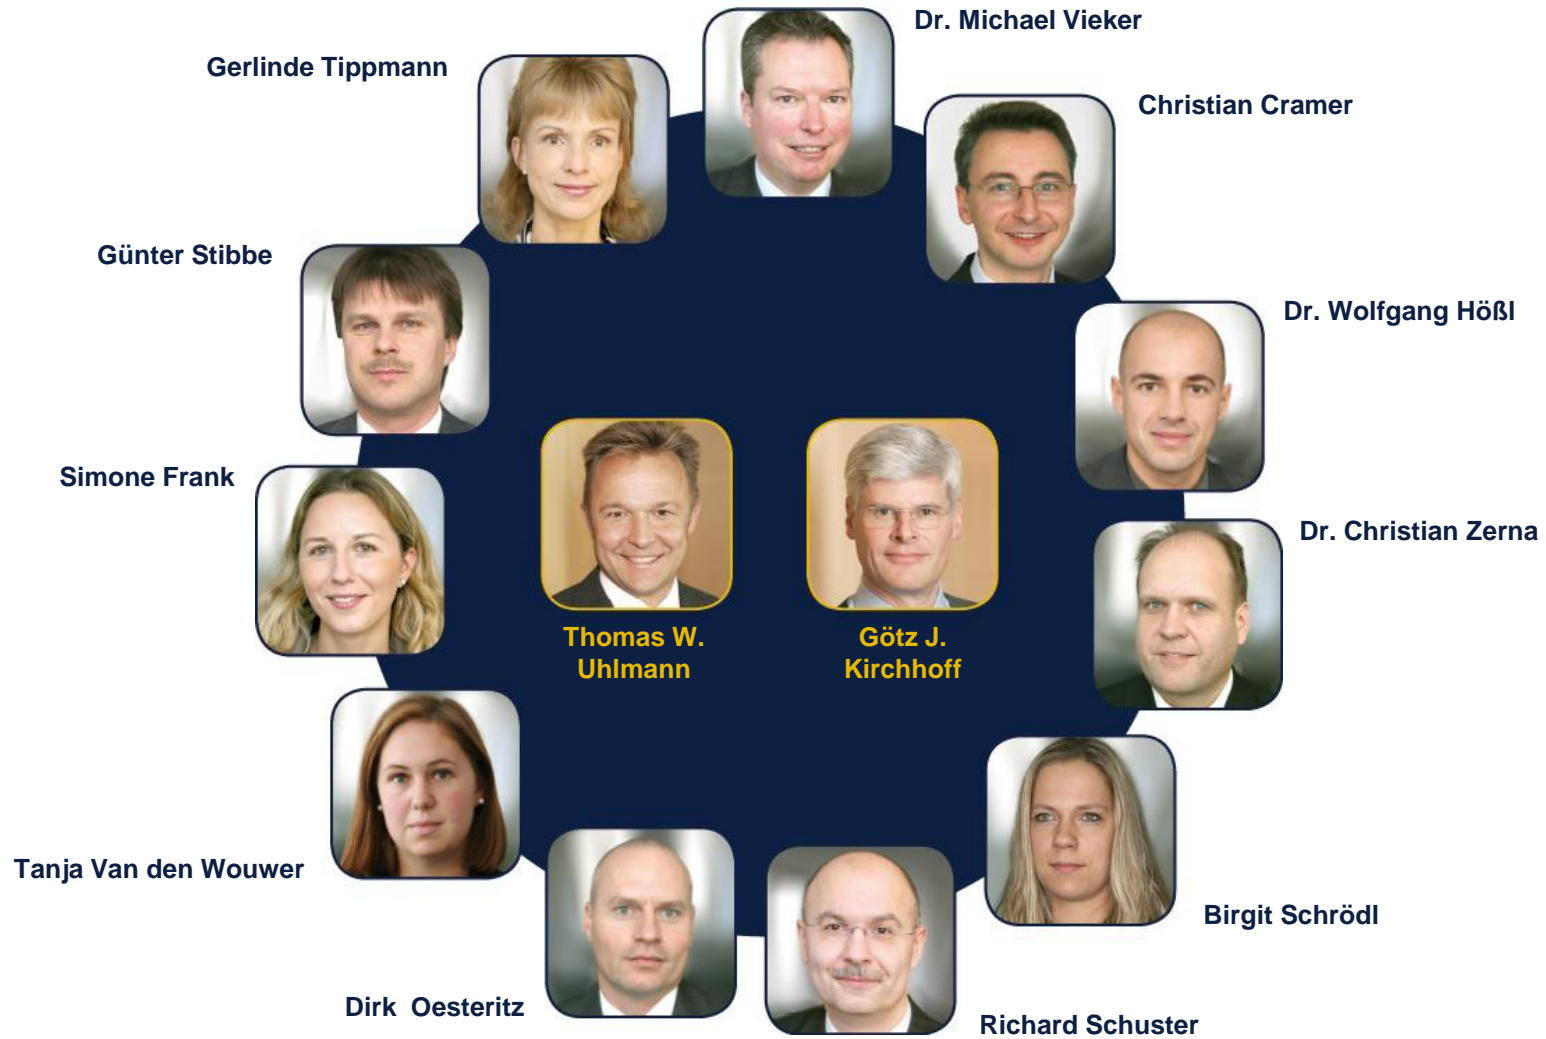 Dr. Michael Vieker
Gerlinde Tippmann
Christian Cramer
Günter Stibbe
Dr. Wolfgang Hößl
Simone Frank
Dr. Christian Zerna
Thomas W.
Uhlmann
Götz J.
Kirchhoff
Tanja Van den Wouwer
Birgit Schrödl
Dirk Oesteritz
Richard Schuster